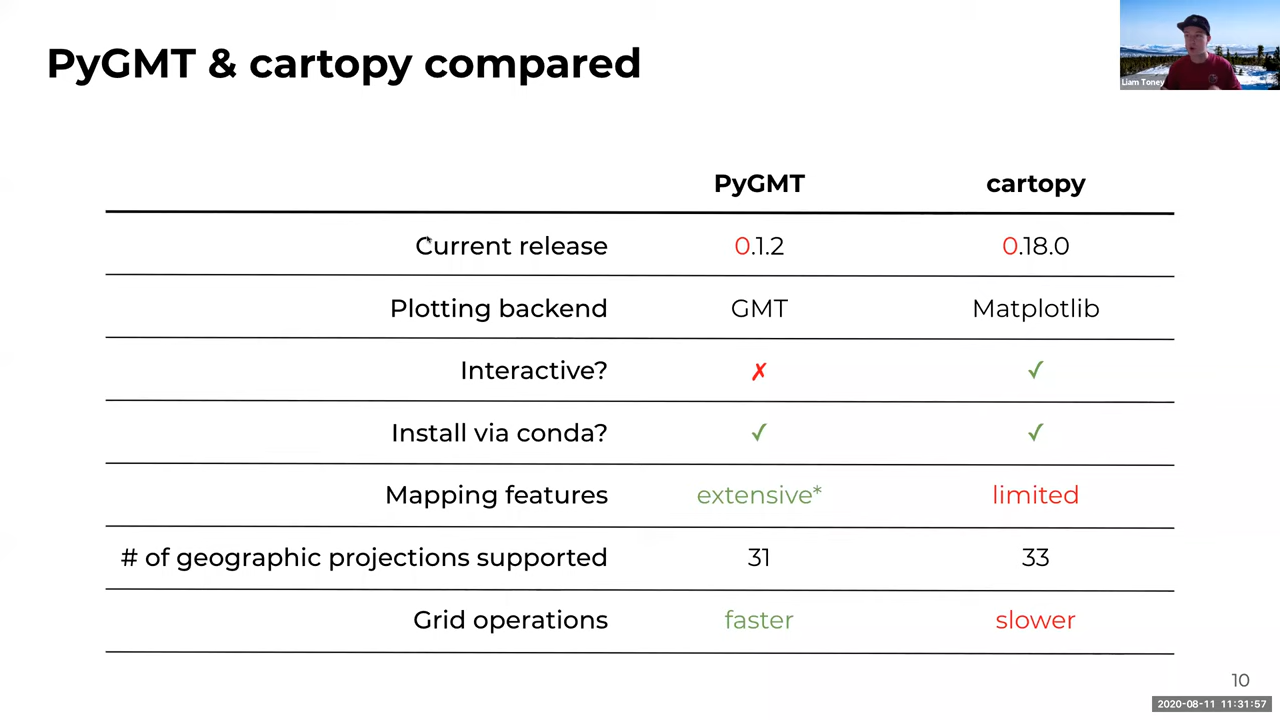 PyGMT & cartopy compared
Liam Toney
PyGMT cartopy
Current release 0.1.2 0.18.0
Plotting backend GMT Matplotlib
Interactive? ✗ ✓
Install via conda? ✓ ✓
Mapping features extensive* limited
# of geographic projections supported 31 33
Grid operations faster slower
10
2020-08-11 11:31:57